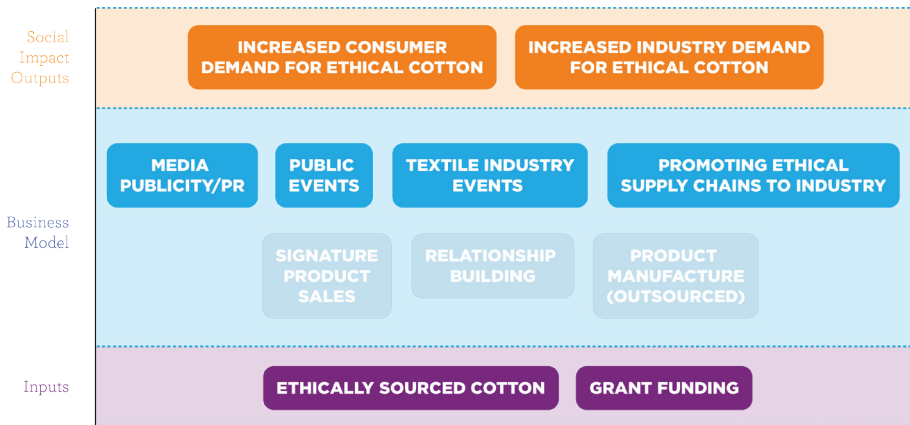 Social
Impact
Outputs
INCREASED CONSUMER
DEMAND FOR ETHICAL COTTON
INCREASED INDUSTRY DEMAND
FOR ETHICAL COTTON
Business
Model
MEDIA
PUBLICITY/PR
PUBLIC
EVENTS
TEXTILE INDUSTRY
EVENTS
PROMOTING ETHICAL
SUPPLY CHAINS TO INDUSTRY
SIGNATURE
PRODUCT
SALES
RELATIONSHIP
BUILDING
PRODUCT
MANUFACTURE
(OUTSOURCED)
Inputs
ETHICALLY SOURCED COTTON
GRANT FUNDING